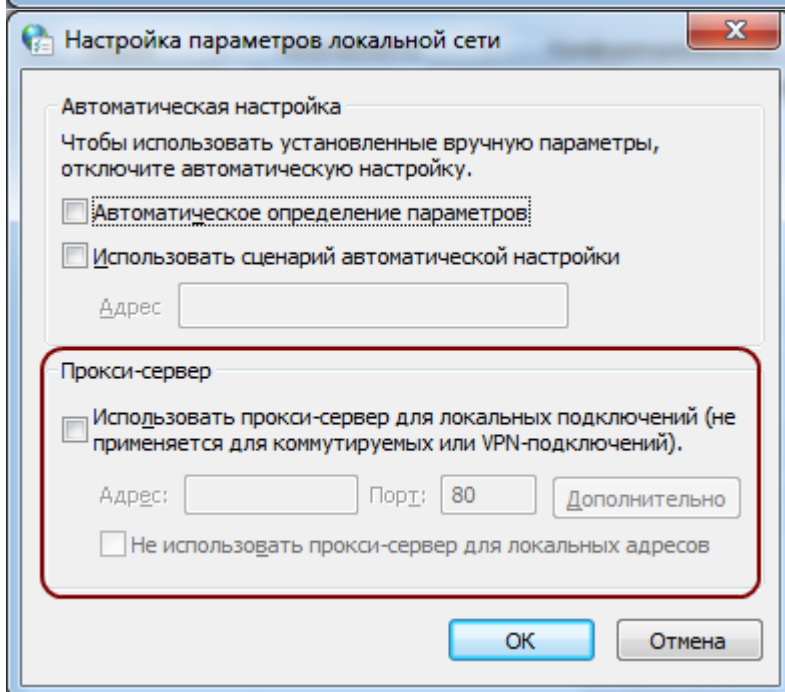 Настройка параметров локальной сети
Автоматическая настройка
Чтобы использовать установленные вручную параметры,
отключите автоматическую настройку.
Автоматическое определение параметров
Использовать сценарий автоматической настройки
Адрес
Прокси-сервер
Использовать прокси-сервер для локальных подключений (не
применяется для коммутируемых или VPN-подключений).
Адрес: Порт: 80 Дополнительно
Не использовать прокси-сервер для локальных адресов
ОК Отмена